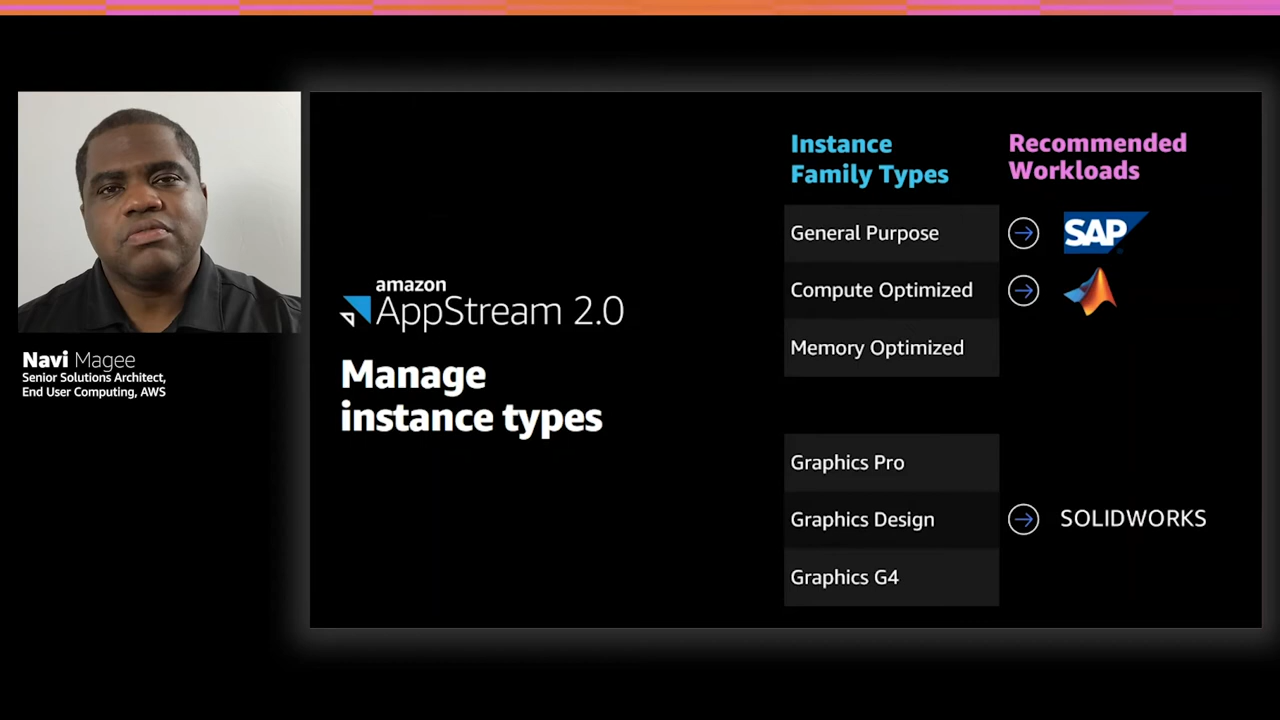 Navi Magee
Senior Solutions Architect,
End User Computing, AWS
amazon
AppStream 2.0
Manage
instance types
Instance
Family Types
Recommended
Workloads
General Purpose
SAP
Compute Optimized
Memory Optimized
Graphics Pro
Graphics Design
SOLIDWORKS
Graphics G4